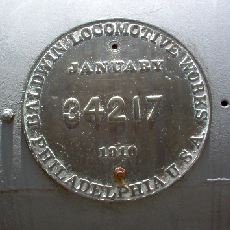 BALDWIN LOCOMOTIVE WORKS
JANUARY
34217
1910
PHILADELPHIA U.S.A.